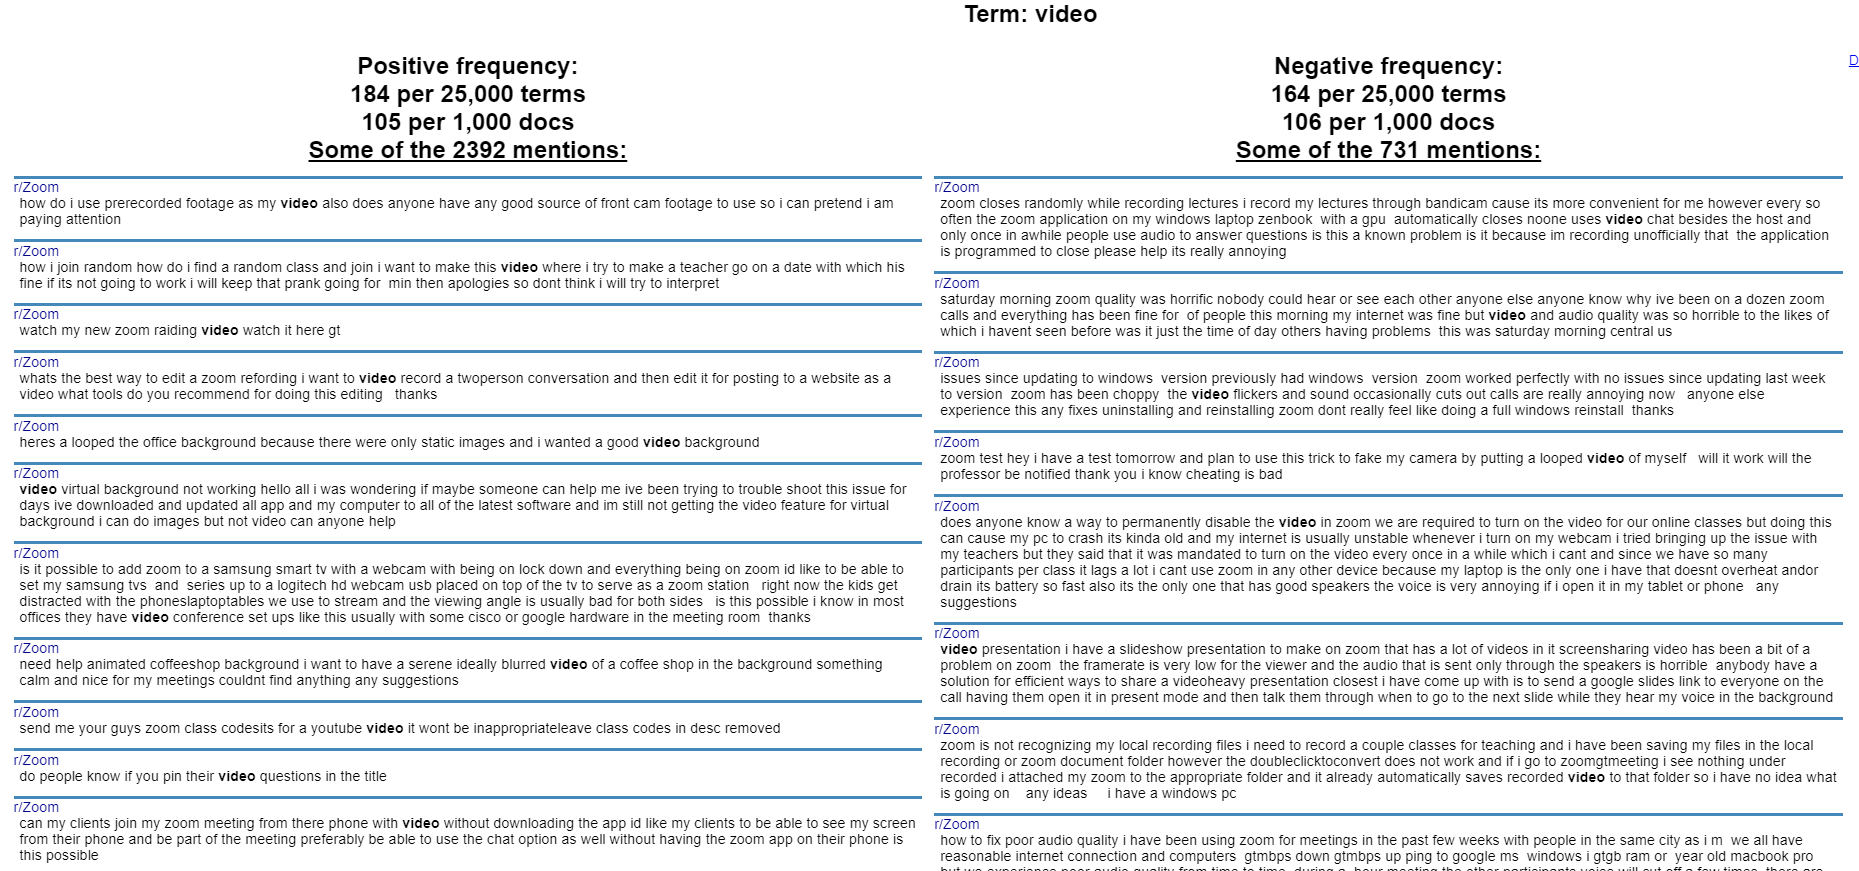 Term: video
Positive frequency:
184 per 25,000 terms
105 per 1,000 docs
Some of the 2392 mentions:
r/Zoom
how do i use prerecorded footage as my video also does anyone have any good source of front cam footage to use so i can pretend i am
paying attention
r/Zoom
how i join random how do i find a random class and join i want to make this video where i try to make a teacher go on a date with which his
fine if its not going to work i will keep that prank going for  min then apologies so dont think i will try to interpret
r/Zoom
watch my new zoom raiding video watch it here gt
r/Zoom
whats the best way to edit a zoom refording i want to video record a twoperson conversation and then edit it for posting to a website as a
video what tools do you recommend for doing this editing   thanks
r/Zoom
heres a looped the office background because there were only static images and i wanted a good video background
r/Zoom
video virtual background not working hello all i was wondering if maybe someone can help me ive been trying to trouble shoot this issue for
days ive downloaded and updated all app and my computer to all of the latest software and im still not getting the video feature for virtual
background i can do images but not video can anyone help
r/Zoom
is it possible to add zoom to a samsung smart tv with a webcam with being on lock down and everything being on zoom id like to be able to
set my samsung tvs  and  series up to a logitech hd webcam usb placed on top of the tv to serve as a zoom station   right now the kids get
distracted with the phoneslaptoptables we use to stream and the viewing angle is usually bad for both sides   is this possible i know in most
offices they have video conference set ups like this usually with some cisco or google hardware in the meeting room  thanks
r/Zoom
need help animated coffeeshop background i want to have a serene ideally blurred video of a coffee shop in the background something
calm and nice for my meetings couldnt find anything any suggestions
r/Zoom
send me your guys zoom class codesits for a youtube video it wont be inappropriateleave class codes in desc removed
r/Zoom
do people know if you pin their video questions in the title
r/Zoom
can my clients join my zoom meeting from there phone with video without downloading the app id like my clients to be able to see my screen
from their phone and be part of the meeting preferably be able to use the chat option as well without having the zoom app on their phone is
this possible
Negative frequency:
164 per 25,000 terms
106 per 1,000 docs
Some of the 731 mentions:
r/Zoom
zoom closes randomly while recording lectures i record my lectures through bandicam cause its more convenient for me however every so
often the zoom application on my windows laptop zenbook  with a gpu  automatically closes noone uses video chat besides the host and
only once in awhile people use audio to answer questions is this a known problem is it because im recording unofficially that  the application
is programmed to close please help its really annoying
r/Zoom
saturday morning zoom quality was horrific nobody could hear or see each other anyone else anyone know why ive been on a dozen zoom
calls and everything has been fine for  of people this morning my internet was fine but video and audio quality was so horrible to the likes of
which i havent seen before was it just the time of day others having problems  this was saturday morning central us
r/Zoom
issues since updating to windows  version previously had windows  version  zoom worked perfectly with no issues since updating last week
to version  zoom has been choppy  the video flickers and sound occasionally cuts out calls are really annoying now   anyone else
experience this any fixes uninstalling and reinstalling zoom dont really feel like doing a full windows reinstall  thanks
r/Zoom
zoom test hey i have a test tomorrow and plan to use this trick to fake my camera by putting a looped video of myself   will it work will the
professor be notified thank you i know cheating is bad
r/Zoom
does anyone know a way to permanently disable the video in zoom we are required to turn on the video for our online classes but doing this
can cause my pc to crash its kinda old and my internet is usually unstable whenever i turn on my webcam i tried bringing up the issue with
my teachers but they said that it was mandated to turn on the video every once in a while which i cant and since we have so many
participants per class it lags a lot i cant use zoom in any other device because my laptop is the only one i have that doesnt overheat andor
drain its battery so fast also its the only one that has good speakers the voice is very annoying if i open it in my tablet or phone   any
suggestions
r/Zoom
video presentation i have a slideshow presentation to make on zoom that has a lot of videos in it screensharing video has been a bit of a
problem on zoom  the framerate is very low for the viewer and the audio that is sent only through the speakers is horrible  anybody have a
solution for efficient ways to share a videoheavy presentation closest i have come up with is to send a google slides link to everyone on the
call having them open it in present mode and then talk them through when to go to the next slide while they hear my voice in the background
r/Zoom
zoom is not recognizing my local recording files i need to record a couple classes for teaching and i have been saving my files in the local
recording or zoom document folder however the doubleclicktoconvert does not work and if i go to zoomgtmeeting i see nothing under
recorded i attached my zoom to the appropriate folder and it already automatically saves recorded video to that folder so i have no idea what
is going on    any ideas     i have a windows pc
r/Zoom
how to fix poor audio quality i have been using zoom for meetings in the past few weeks with people in the same city as i m  we all have
reasonable internet connection and computers  gtmbps down gtmbps up ping to google ms  windows i gtgb ram or  year old macbook pro
D